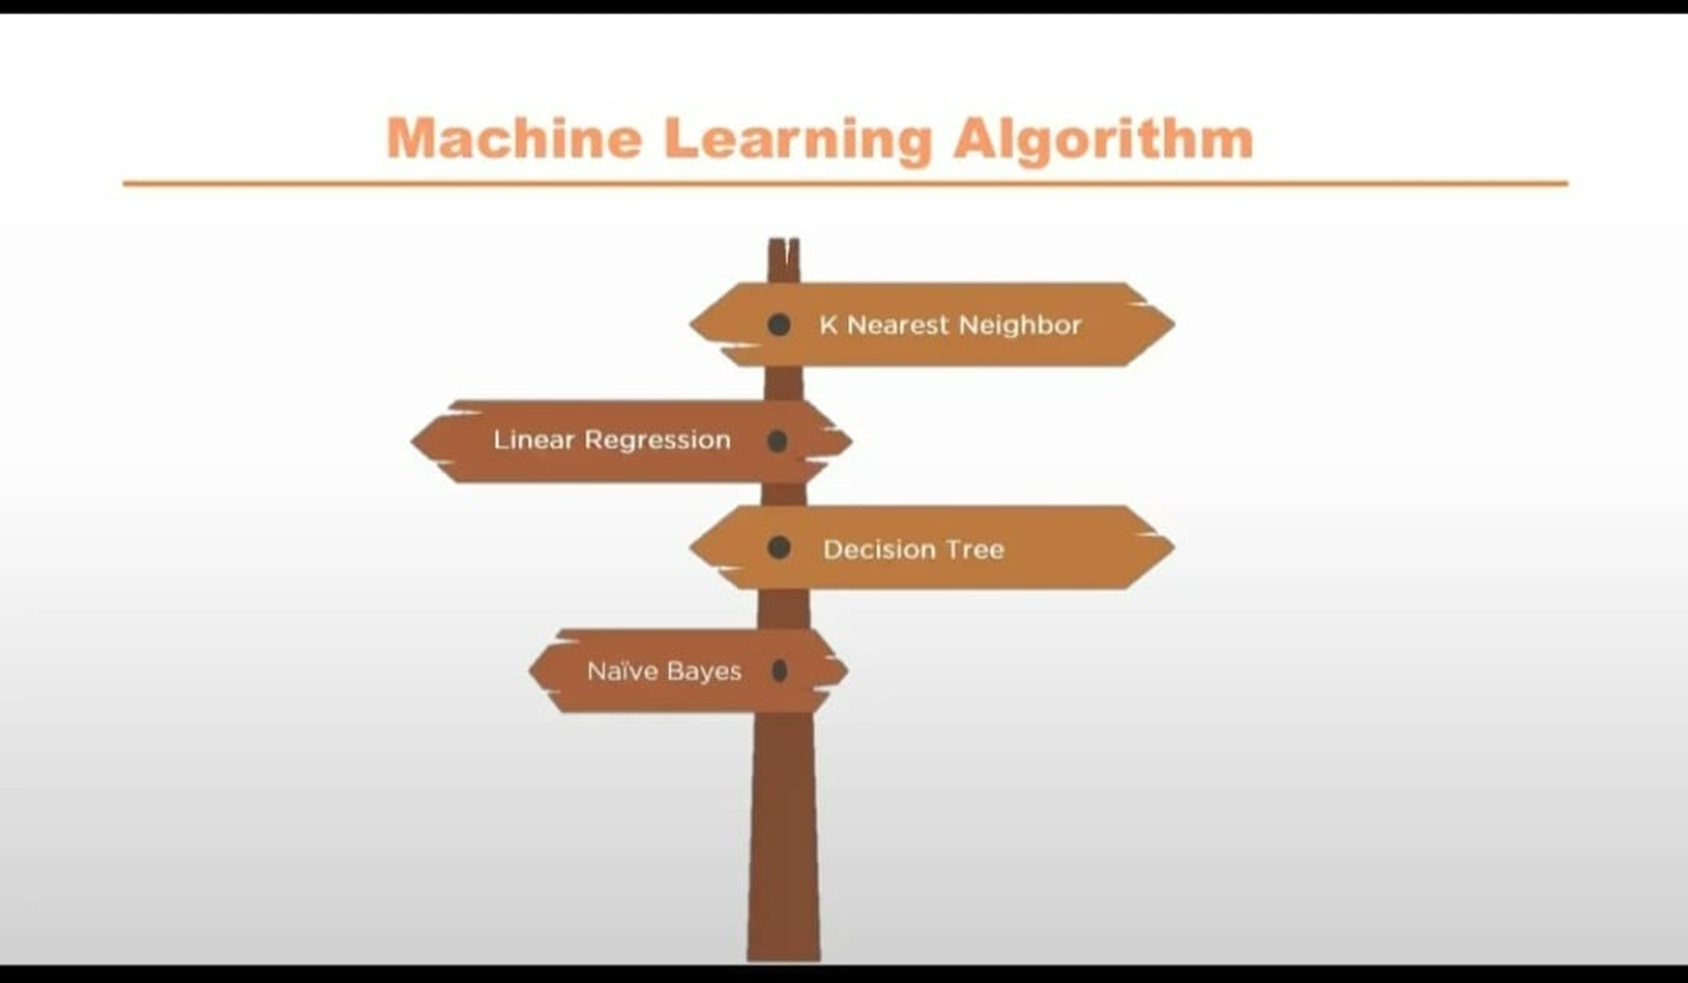 Machine Learning Algorithm
K Nearest Neighbor
Linear Regression
Decision Tree
Naïve Bayes